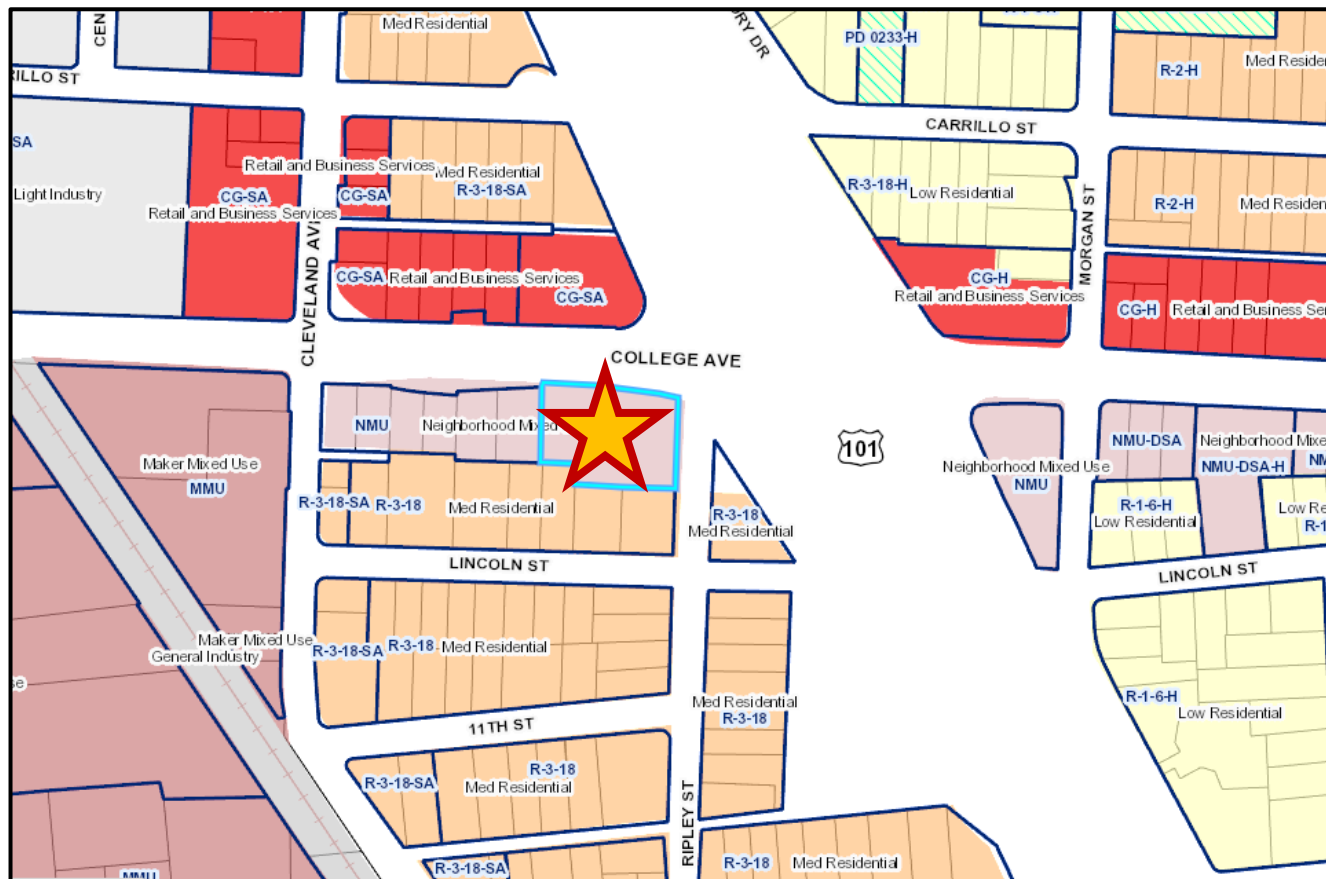 CEN
Med Residential
RY DR
PD 0233-H
Med Reside
R-2-H
RILLO ST
CARRILLO ST
SA
Retail and Business Services
Med Residential
R-3-18-SA
R-3-18-H
Low Residential
Light Industry
CG-SA
CG-SA
R-2-H
Med Residen
Retail and Business Services
CLEVELAND AVE
MORGAN ST
CG-SA
Retail and Business Services
CG-SA
CG-H
Retail and Business Services
CG-H
Retail and Business Ser
COLLEGE AVE
NMU
Neighborhood Mixed
101
NMU-DSA
Neighborhood Mixe
Maker Mixed Use
MMU
Neighborhood Mixed Use
NMU
NMU-DSA-H
NM
R-3-18-SA
R-3-18
Med Residential
R-3-18
Med Residential
R-1-6-H
Low Residential
Low Re
R-1
LINCOLN ST
LINCOLN ST
Maker Mixed Use
General Industry
R-3-18-SA
R-3-18
Med Residential
se
Med Residential
R-3-18
R-1-6-H
Low Residential
11TH ST
R-3-18-SA
R-3-18
Med Residential
RIPLEY ST
R-3-18-SA
R-3-18
Med Residential
MMU